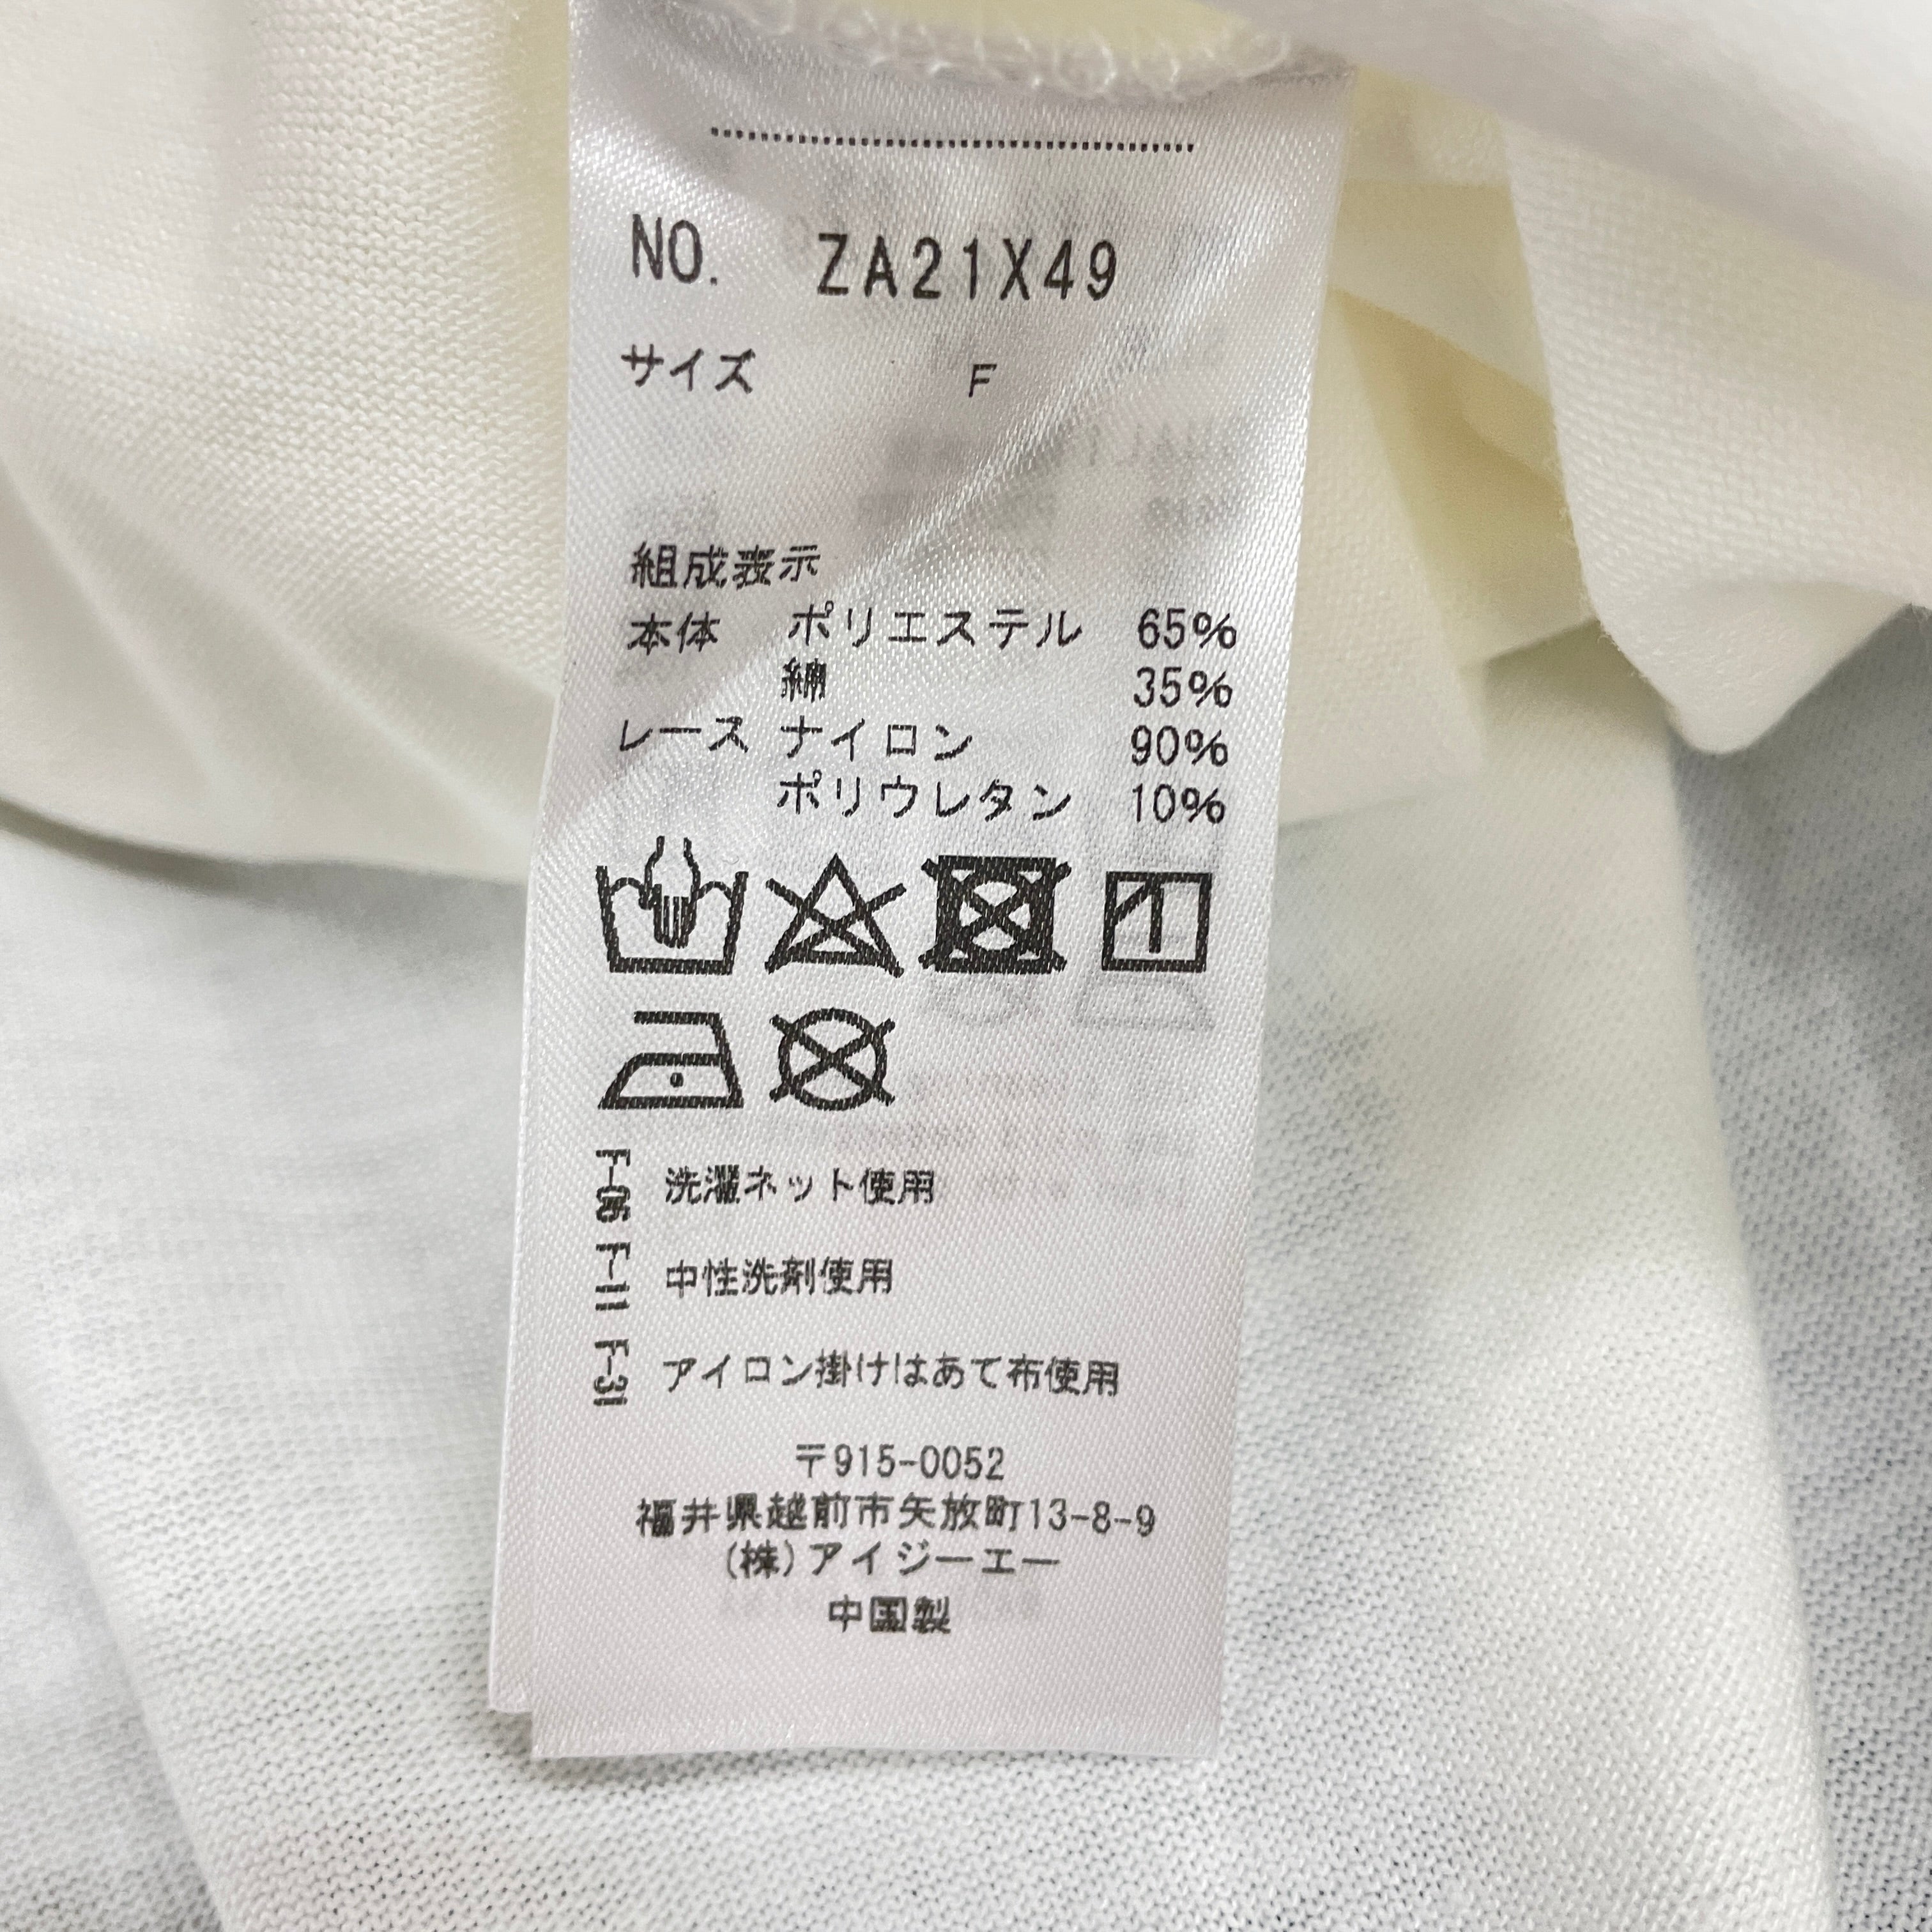 NO. ZA21X49
サイズ F
組成表示
本体 ポリエステル 65%
綿 35%
レース ナイロン 90%
ポリウレタン 10%
F-06 洗濯ネット使用
F-11 中性洗剤使用
F-31 アイロン掛けはあて布使用
〒915-0052
福井県越前市矢放町13-8-9
(株)アイジーエー
中国製